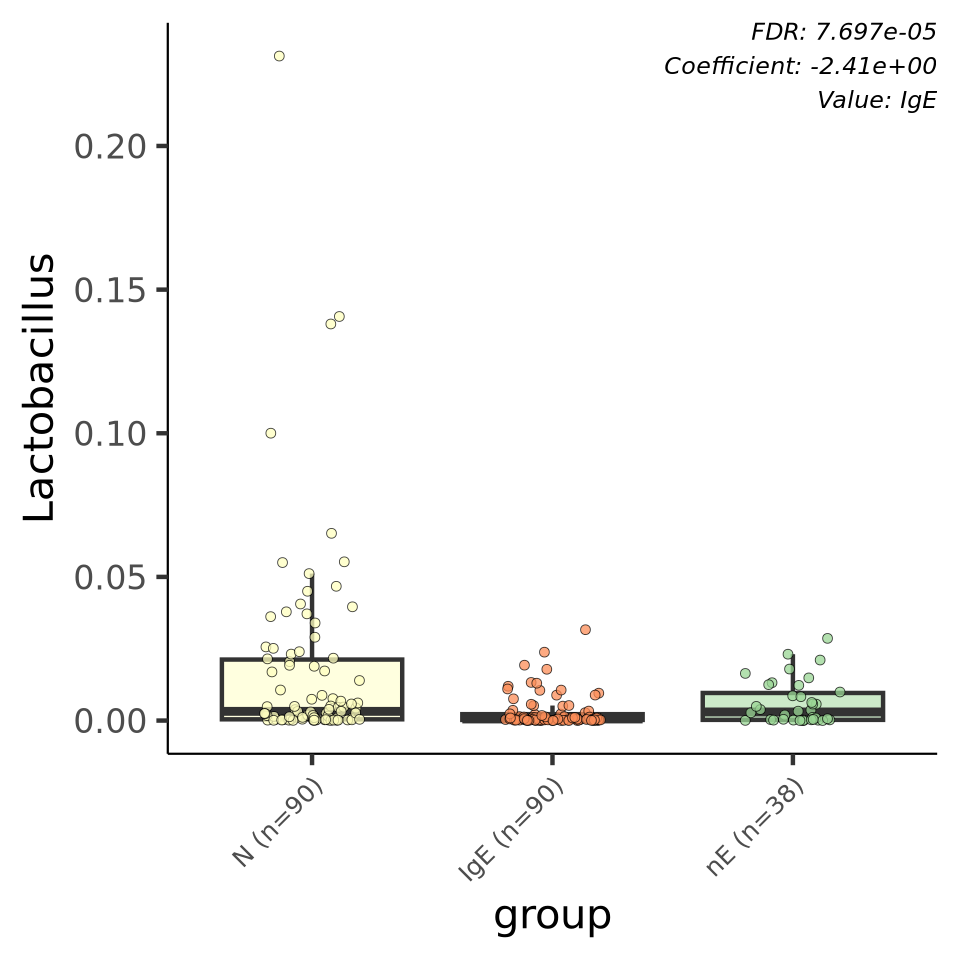 FDR: 7.697e-05
Coefficient: -2.41e+00
Value: IgE
0.20
0.15
0.10
0.05
0.00
Lactobacillus
N (n=90)
IgE (n=90)
nE (n=38)
group